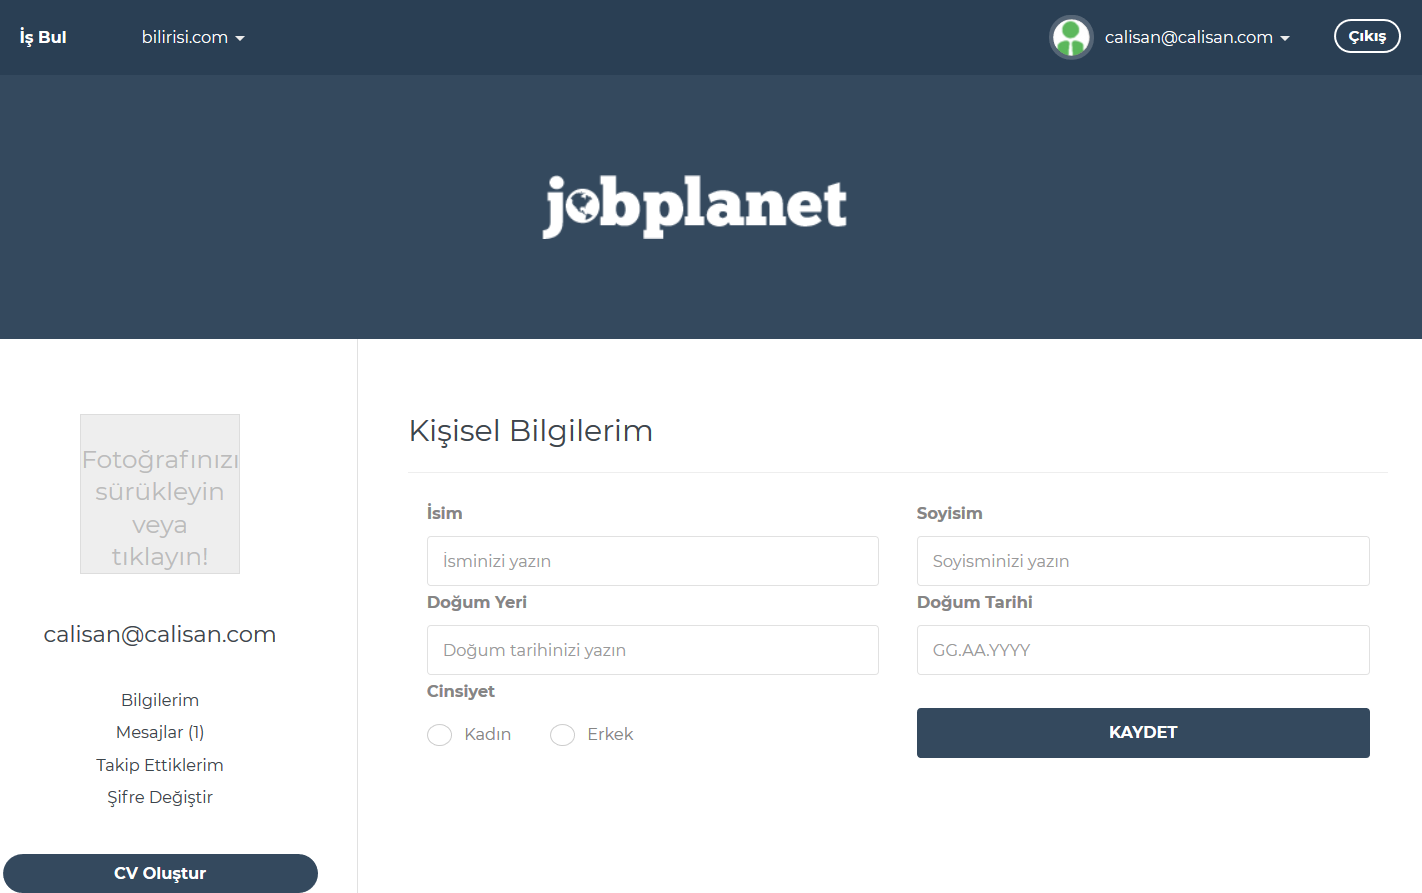 İş Bul
bilirisi.com
calisan@calisan.com
Çıkış
jobplanet
Fotoğrafınızı
sürükleyin
veya
tıklayın!
calisan@calisan.com
Bilgilerim
Mesajlar (1)
Takip Ettiklerim
Şifre Değiştir
CV Oluştur
Kişisel Bilgilerim
İsim
Soyisim
İsminizi yazın
Soyisminizi yazın
Doğum Yeri
Doğum Tarihi
Doğum tarihinizi yazın
GG.AA.YYYY
Cinsiyet
Kadın
Erkek
KAYDET